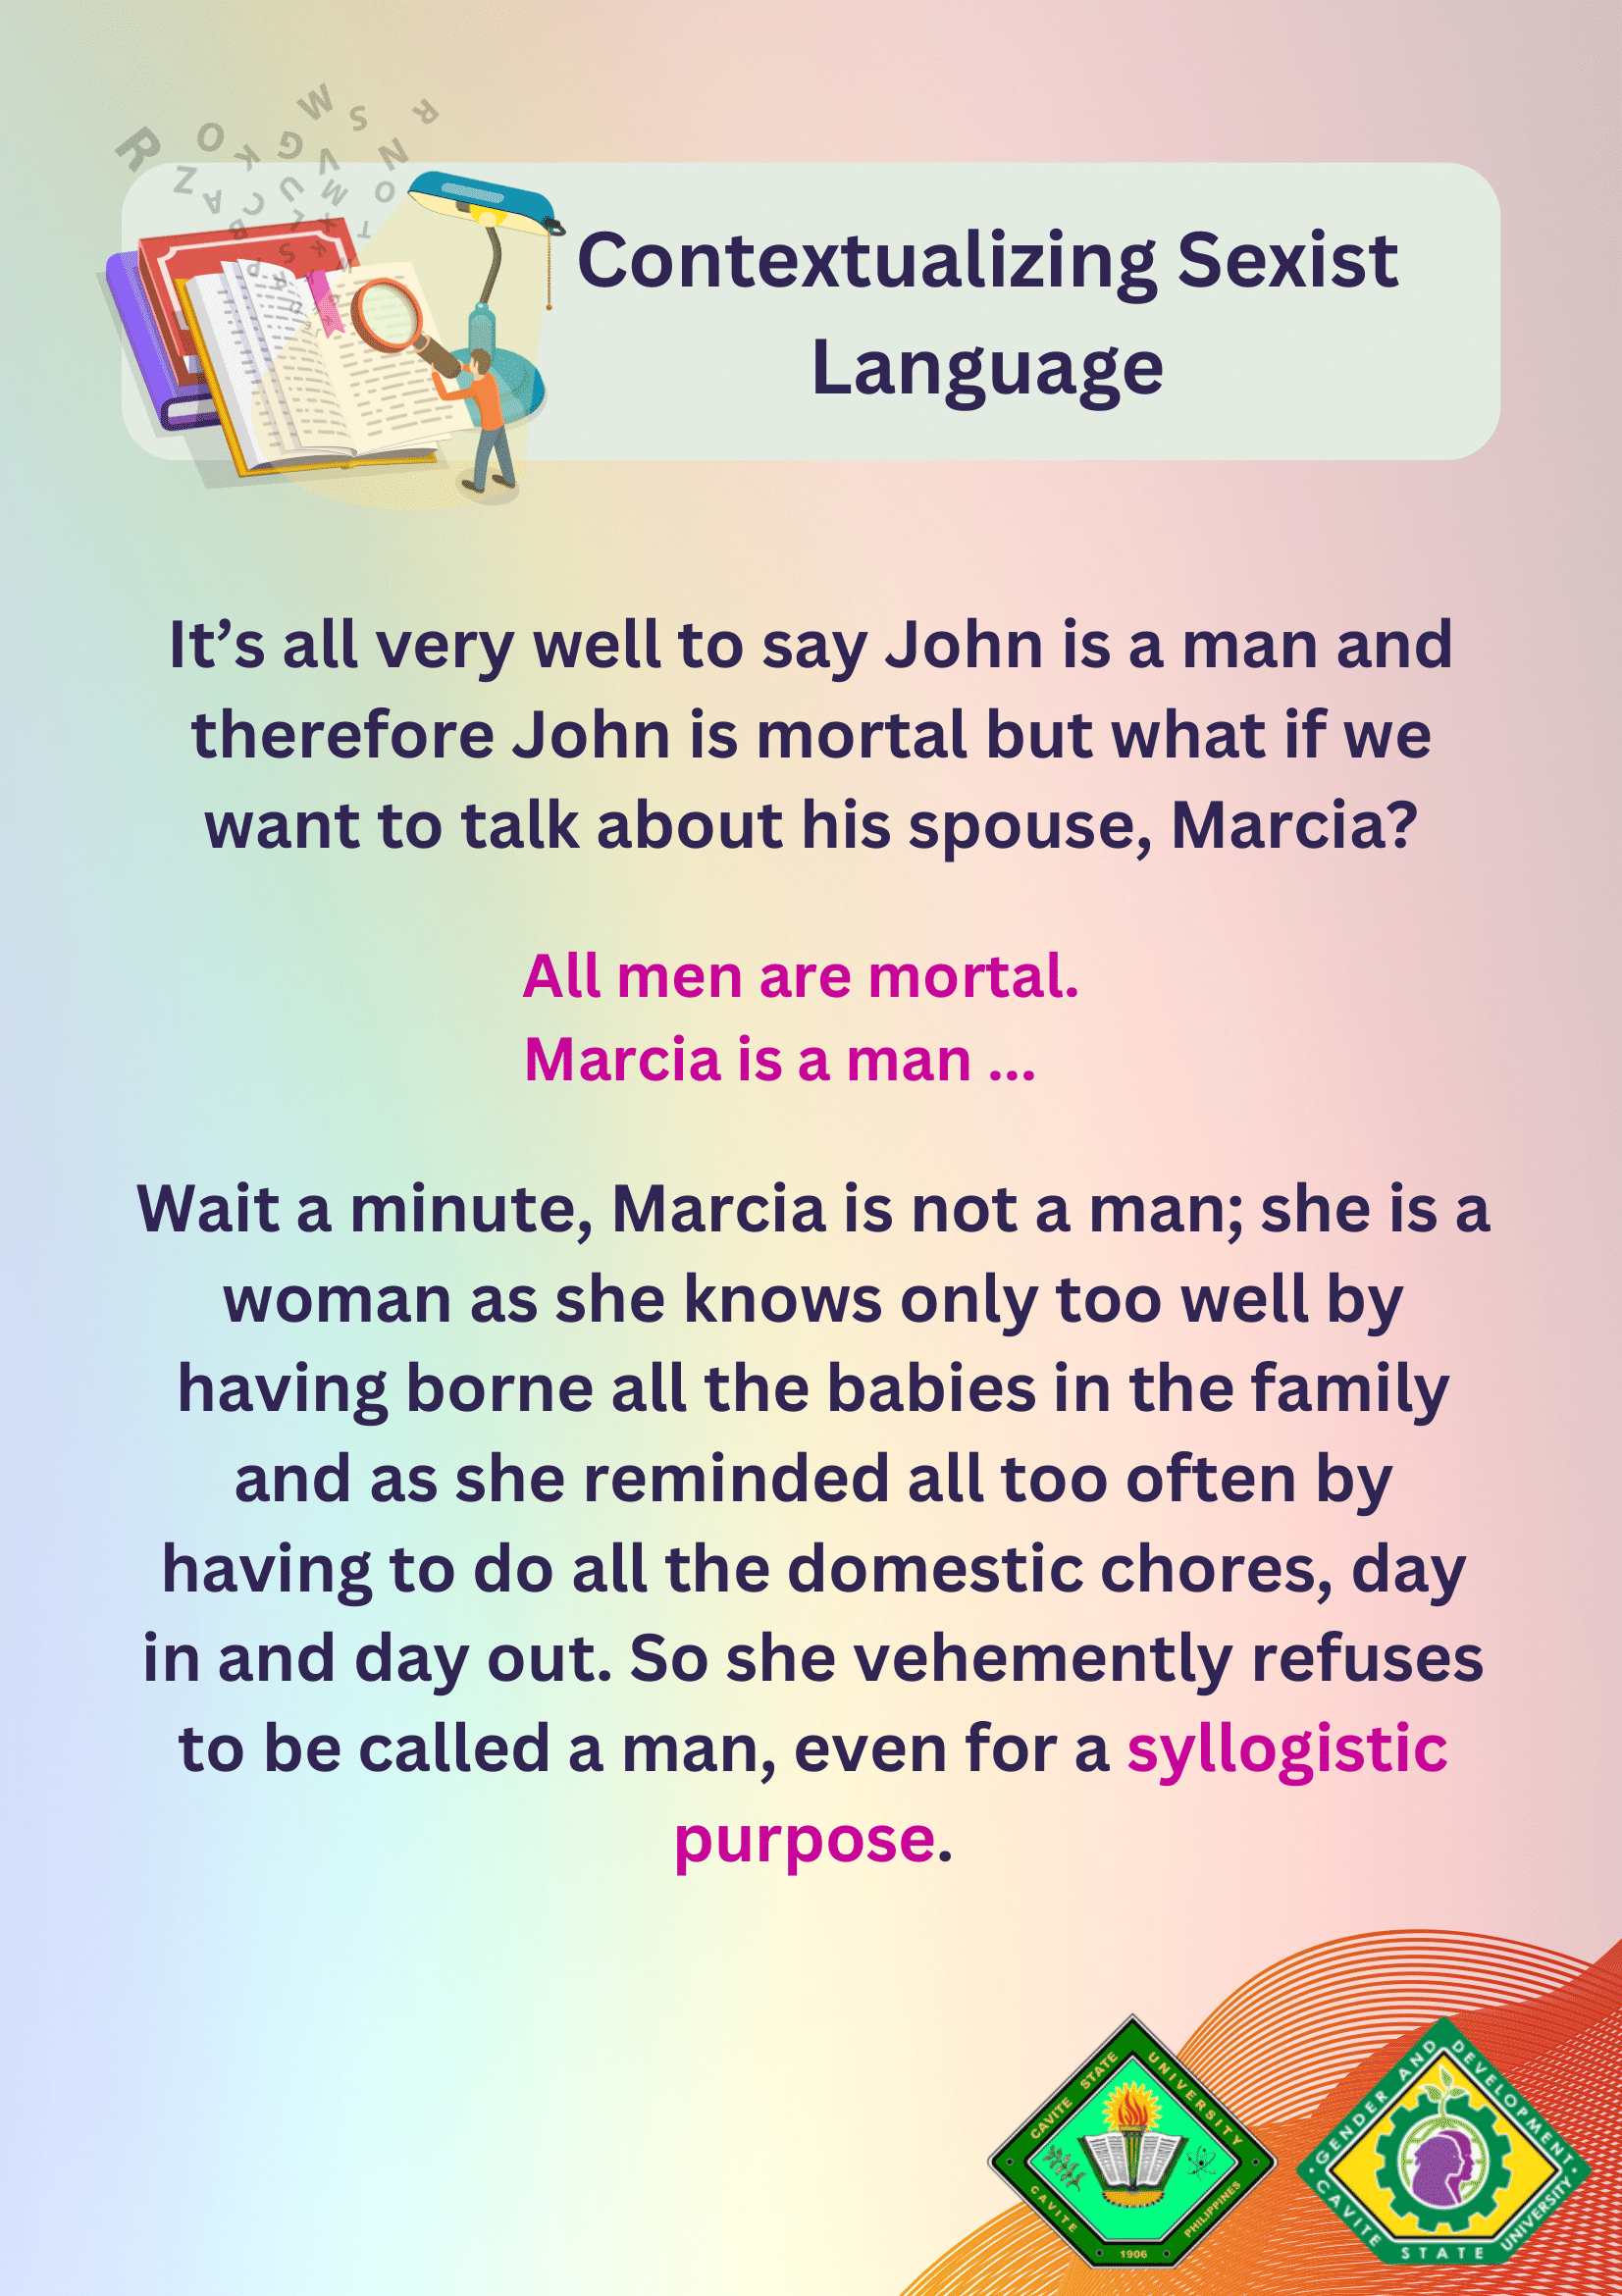 Contextualizing Sexist
Language
It’s all very well to say John is a man and
therefore John is mortal but what if we
want to talk about his spouse, Marcia?
All men are mortal.
Marcia is a man ...
Wait a minute, Marcia is not a man; she is a
woman as she knows only too well by
having borne all the babies in the family
and as she reminded all too often by
having to do all the domestic chores, day
in and day out. So she vehemently refuses
to be called a man, even for a syllogistic
purpose.
CAVITE STATE UNIVERSITY
CAVITE 1906 PHILIPPINES
GENDER AND DEVELOPMENT
CAVITE STATE UNIVERSITY